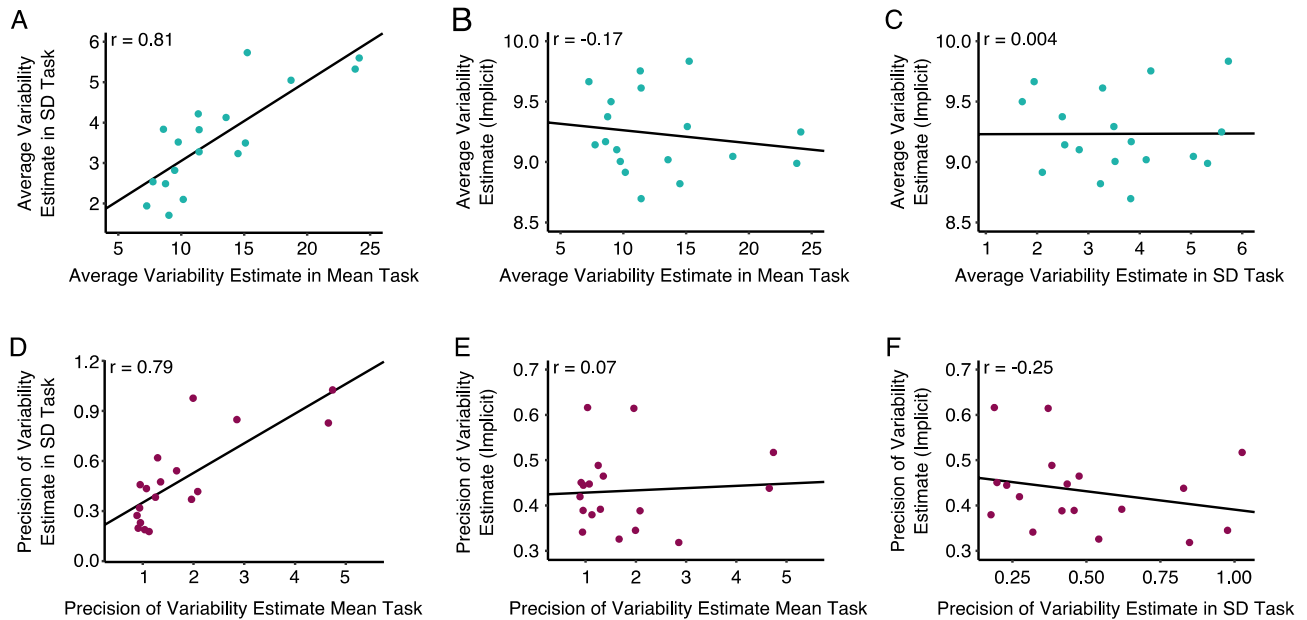 A
r = 0.81
Average Variability
Estimate in SD Task
6
5
4
3
2
5 10 15 20 25
Average Variability Estimate in Mean Task
B
r = -0.17
Average Variability
Estimate (Implicit)
10.0
9.5
9.0
8.5
5 10 15 20 25
Average Variability Estimate in Mean Task
C
r = 0.004
Average Variability
Estimate (Implicit)
10.0
9.5
9.0
8.5
1 2 3 4 5 6
Average Variability Estimate in SD Task
D
r = 0.79
Precision of Variability
Estimate in SD Task
1.2
0.9
0.6
0.3
0.0
1 2 3 4 5
Precision of Variability Estimate Mean Task
E
r = 0.07
Precision of Variability
Estimate (Implicit)
0.7
0.6
0.5
0.4
0.3
1 2 3 4 5
Precision of Variability Estimate Mean Task
F
r = -0.25
Precision of Variability
Estimate (Implicit)
0.7
0.6
0.5
0.4
0.3
0.25 0.50 0.75 1.00
Precision of Variability Estimate in SD Task